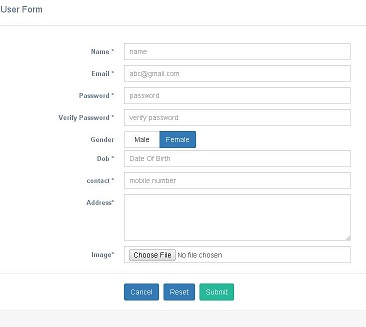 User Form
Name * name
Email * abc@gmail.com
Password * password
Verify Password * verify password
Gender Male Female
Dob * Date Of Birth
contact * mobile number
Address*
Image* Choose File No file chosen
Cancel Reset Submit